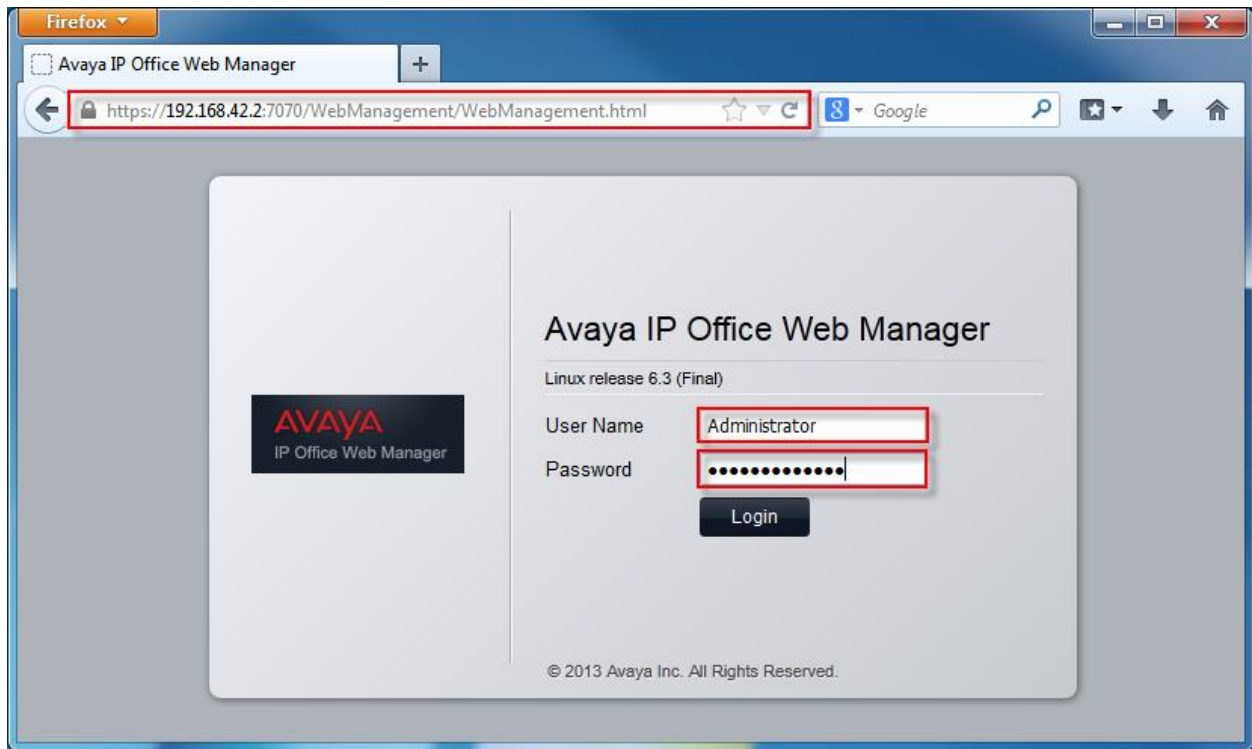 Firefox
Avaya IP Office Web Manager
https://192.168.42.2:7070/WebManagement/WebManagement.html
Google
Avaya IP Office Web Manager
Linux release 6.3 (Final)
AVAYA
IP Office Web Manager
User Name
Administrator
Password
•••••••••••••
Login
© 2013 Avaya Inc. All Rights Reserved.